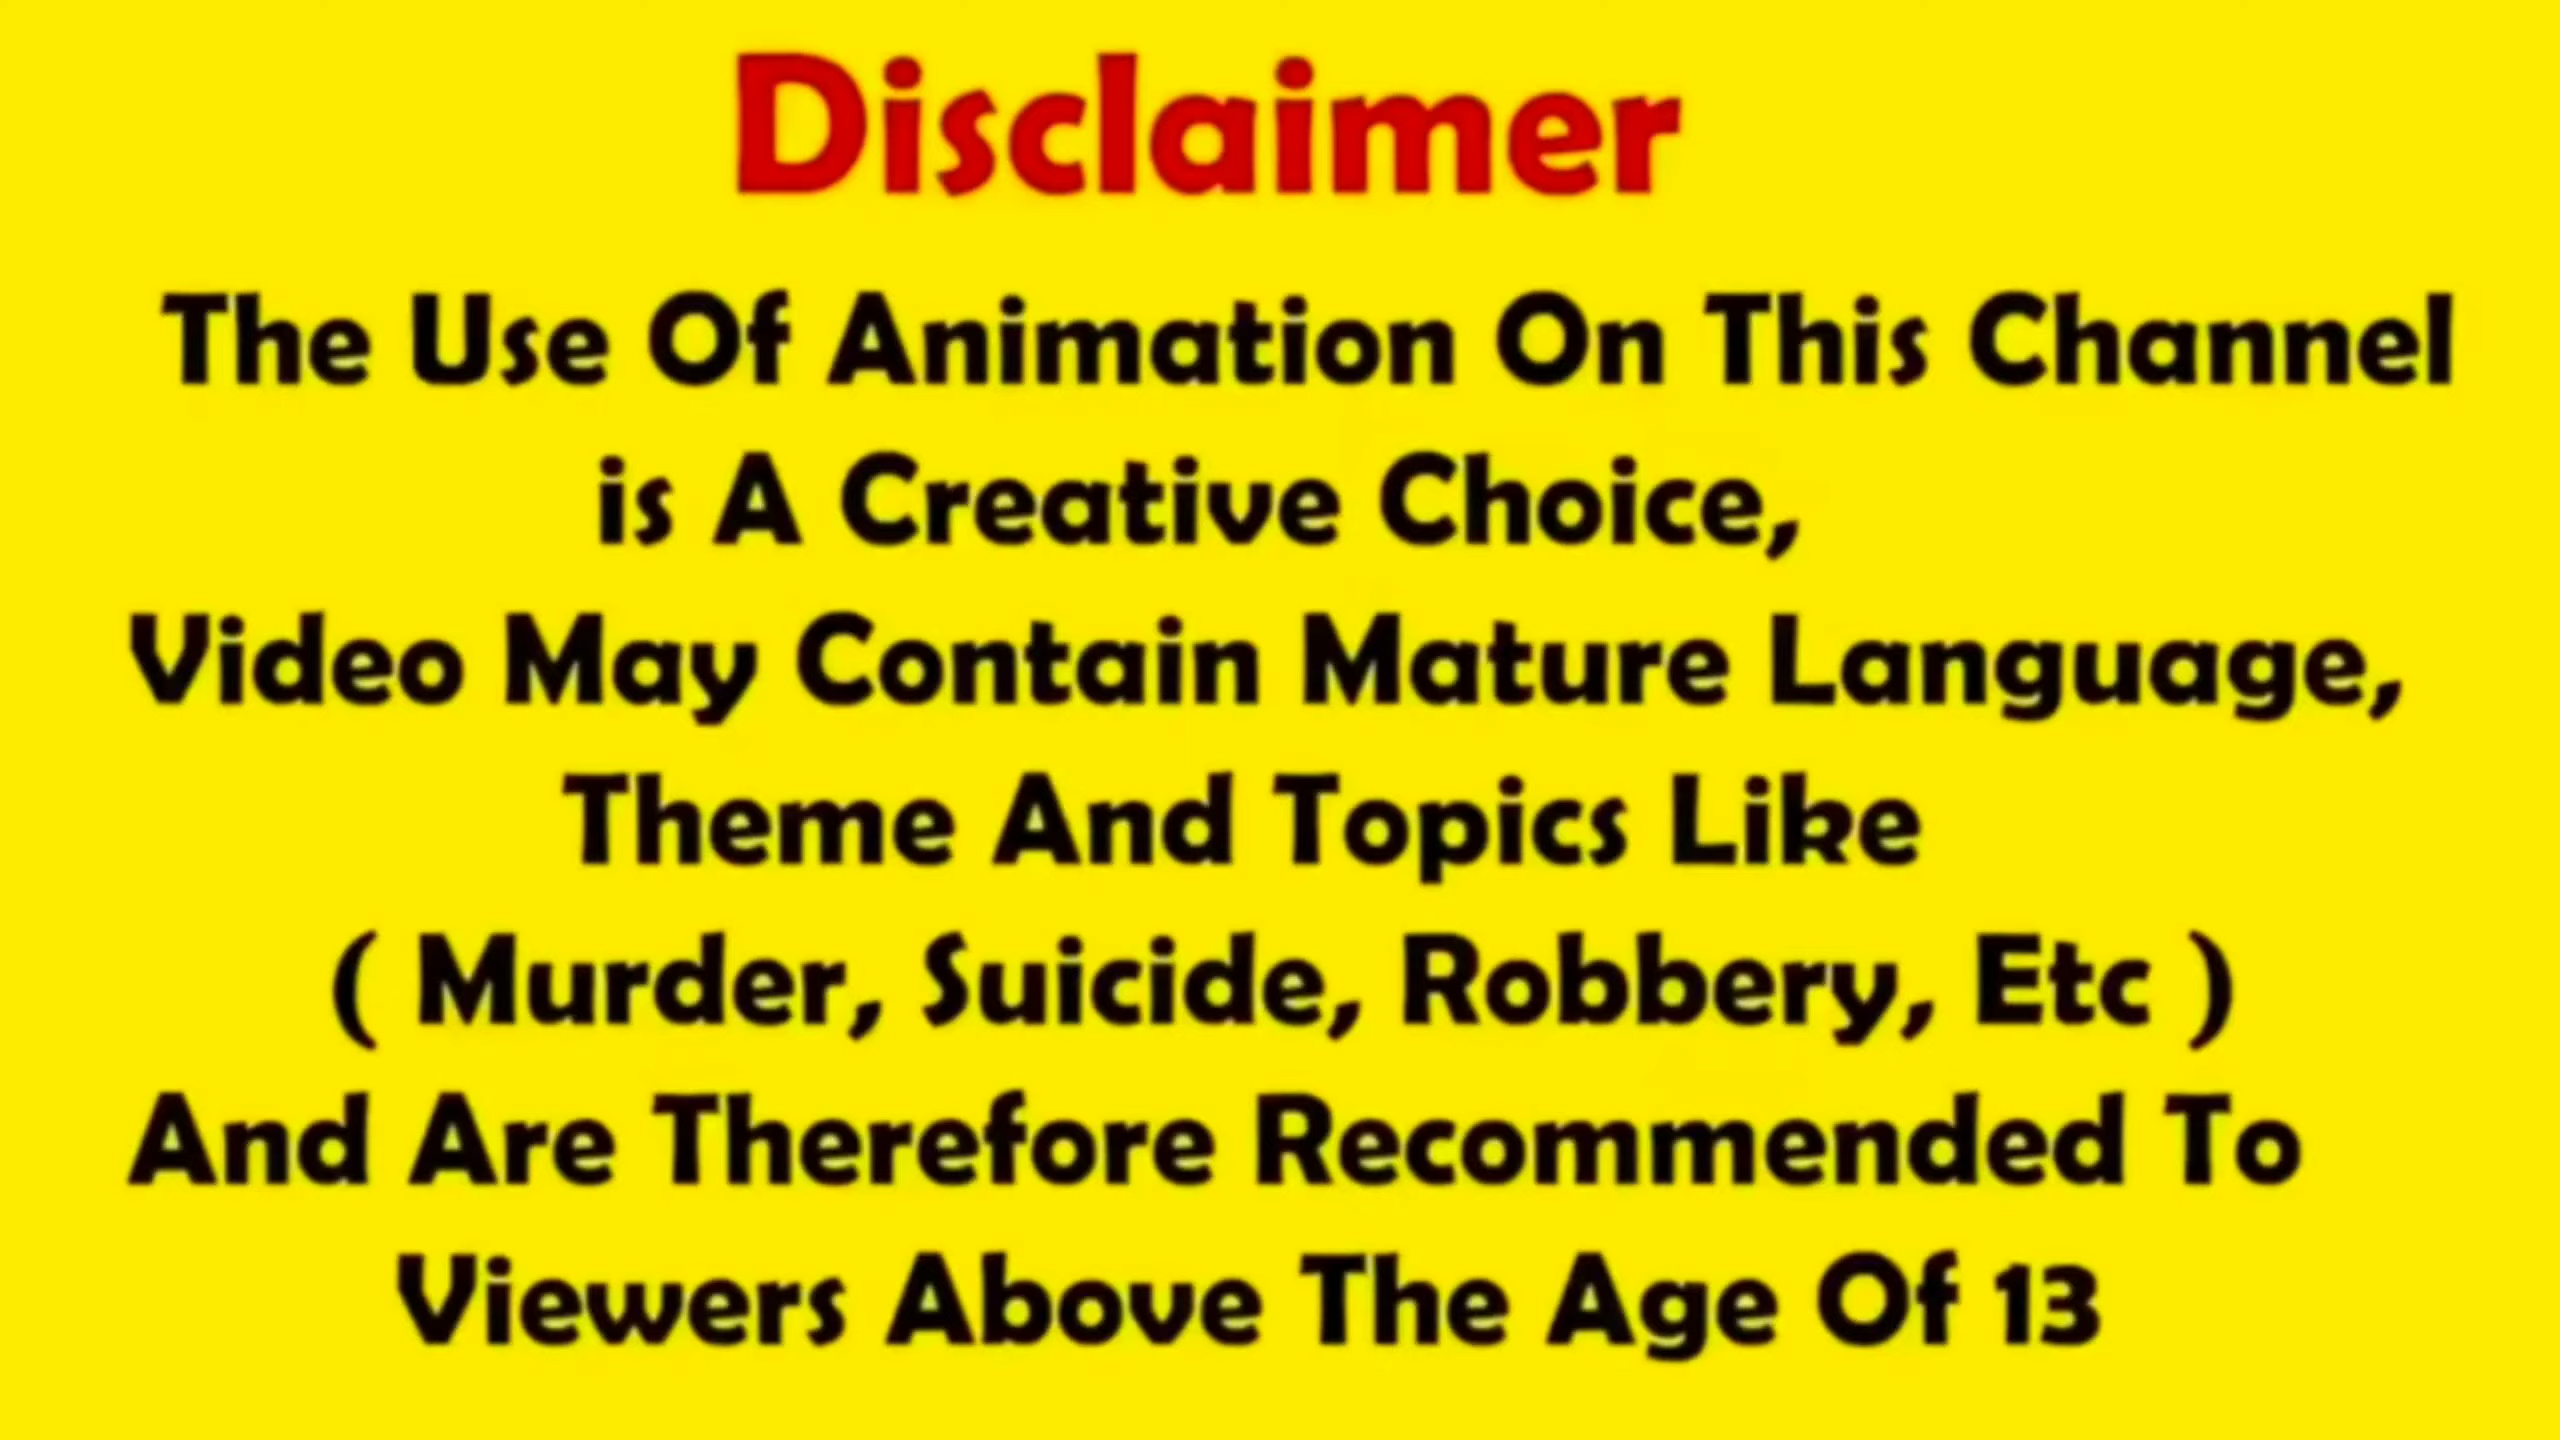 Disclaimer
The Use Of Animation On This Channel
is A Creative Choice,
Video May Contain Mature Language,
Theme And Topics Like
( Murder, Suicide, Robbery, Etc )
And Are Therefore Recommended To
Viewers Above The Age Of 13